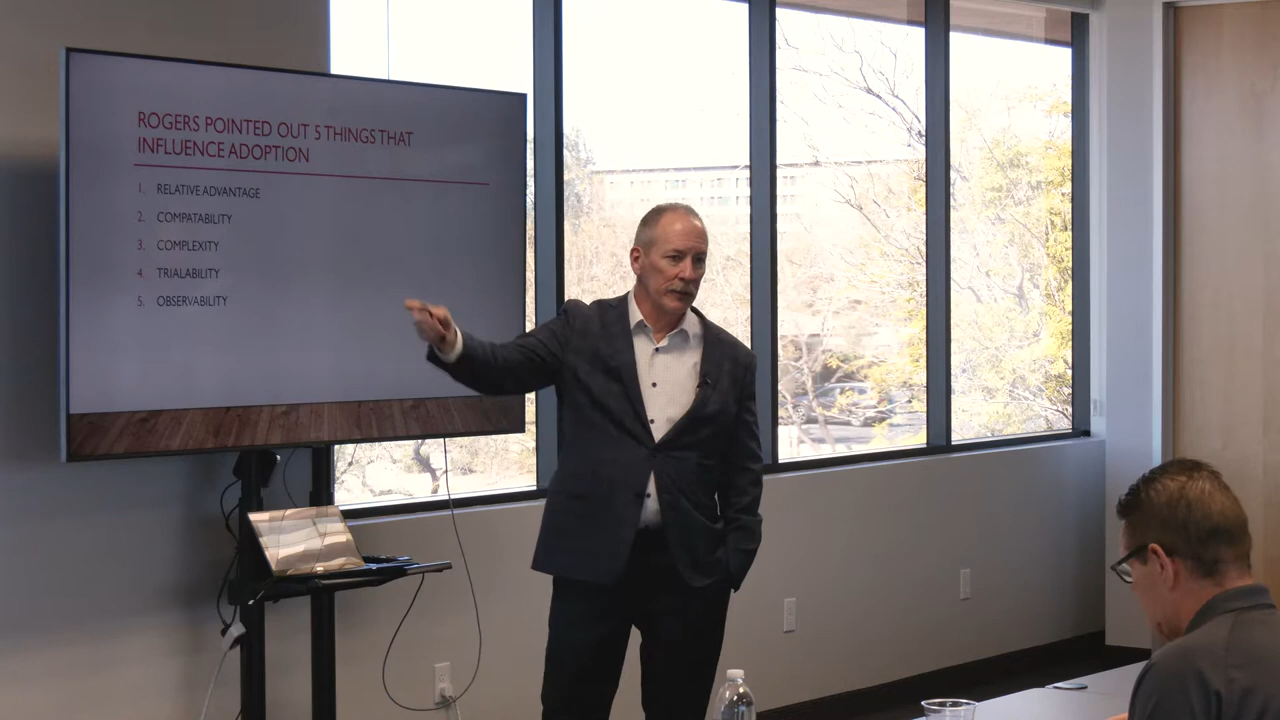 ROGERS POINTED OUT 5 THINGS THAT
INFLUENCE ADOPTION
1. RELATIVE ADVANTAGE
2. COMPATABILITY
3. COMPLEXITY
4. TRIALABILITY
5. OBSERVABILITY